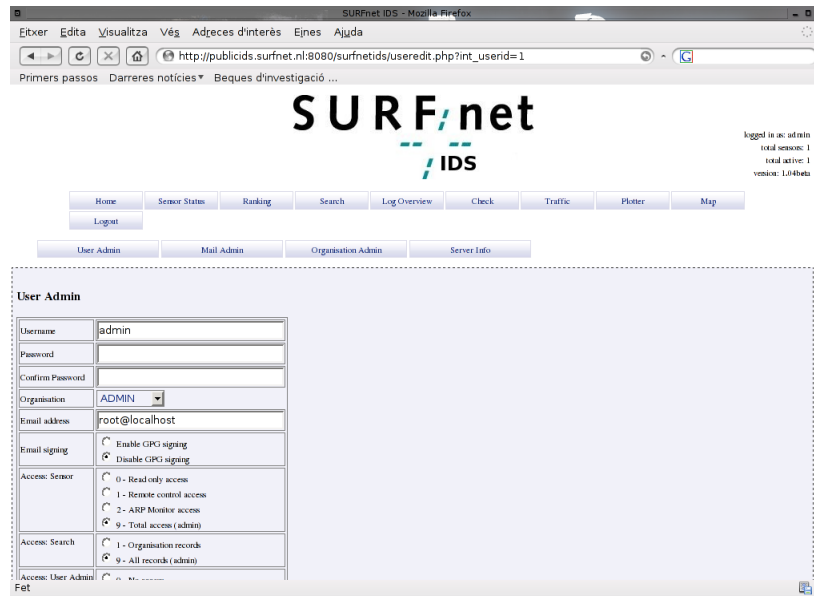 SURFnet IDS - Mozilla Firefox
Eitxer Edita Visualitza Vés Adreces d'interès Eines Ajuda
http://publicids.surfnet.nl:8080/surfnetids/useredit.php?int_userid=1
Primers passos Darreres notícies Beques d'investigació ...
SURFnet
IDS
logged in as: admin
total sensors: 1
total active: 1
version: 1.04beta
Home Sensor Status Ranking Search Log Overview Check Traffic Plotter Map
Logout
User Admin Mail Admin Organisation Admin Server Info
User Admin
Username admin
Password
Confirm Password
Organisation ADMIN
Email address root@localhost
Email signing
Enable GPG signing
Disable GPG signing
Access: Sensor
0 - Read only access
1 - Remote control access
2 - ARP Monitor access
9 - Total access (admin)
Access: Search
1 - Organisation records
9 - All records (admin)
Access: User Admin
Fet